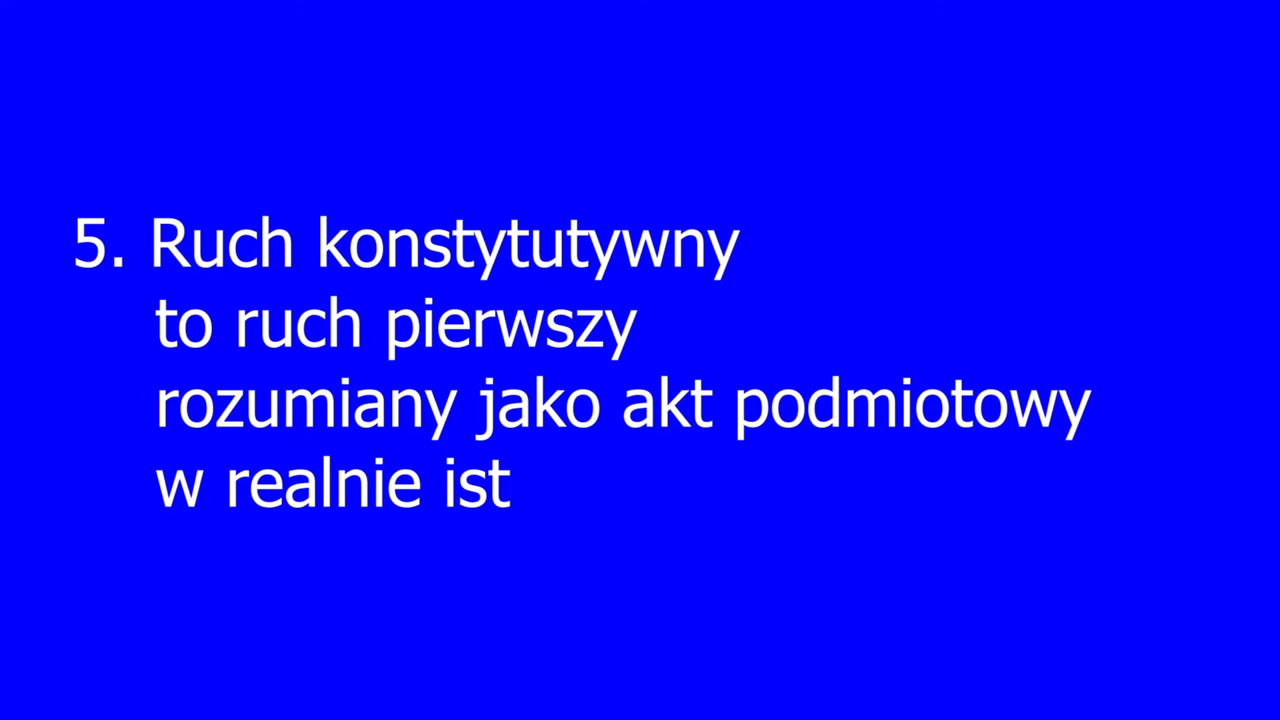 5. Ruch konstytutywny
to ruch pierwszy
rozumiany jako akt podmiotowy
w realnie ist